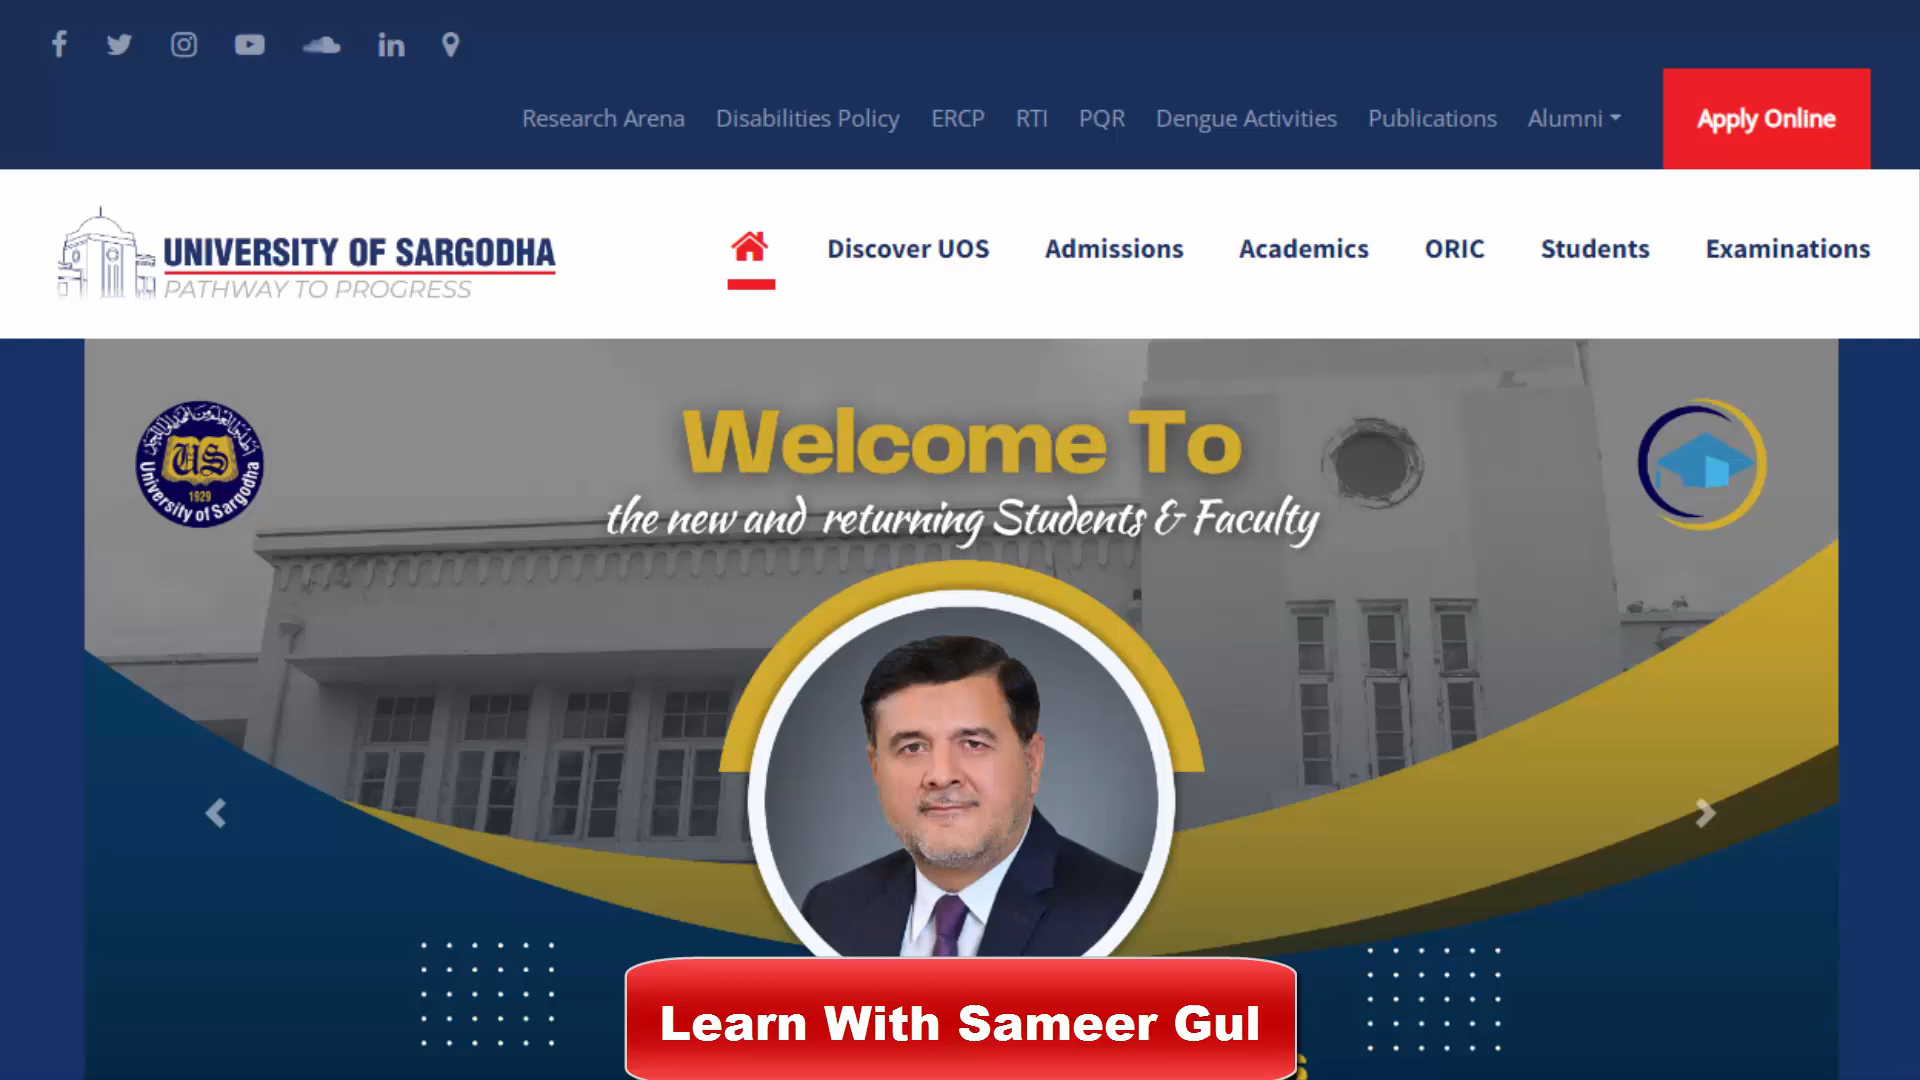 Research Arena Disabilities Policy ERCP RTI PQR Dengue Activities Publications Alumni Apply Online
UNIVERSITY OF SARGODHA
PATHWAY TO PROGRESS
Discover UOS Admissions Academics ORIC Students Examinations
Welcome To
the new and returning Students & Faculty
US
1929
University of Sargodha
Learn With Sameer Gul